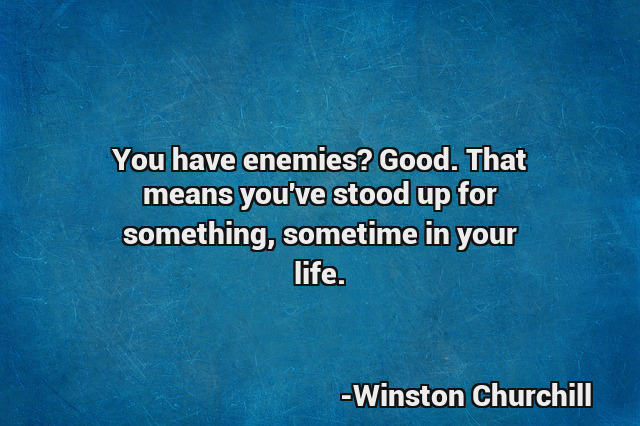 You have enemies? Good. That
means you've stood up for
something, sometime in your
life.
-Winston Churchill